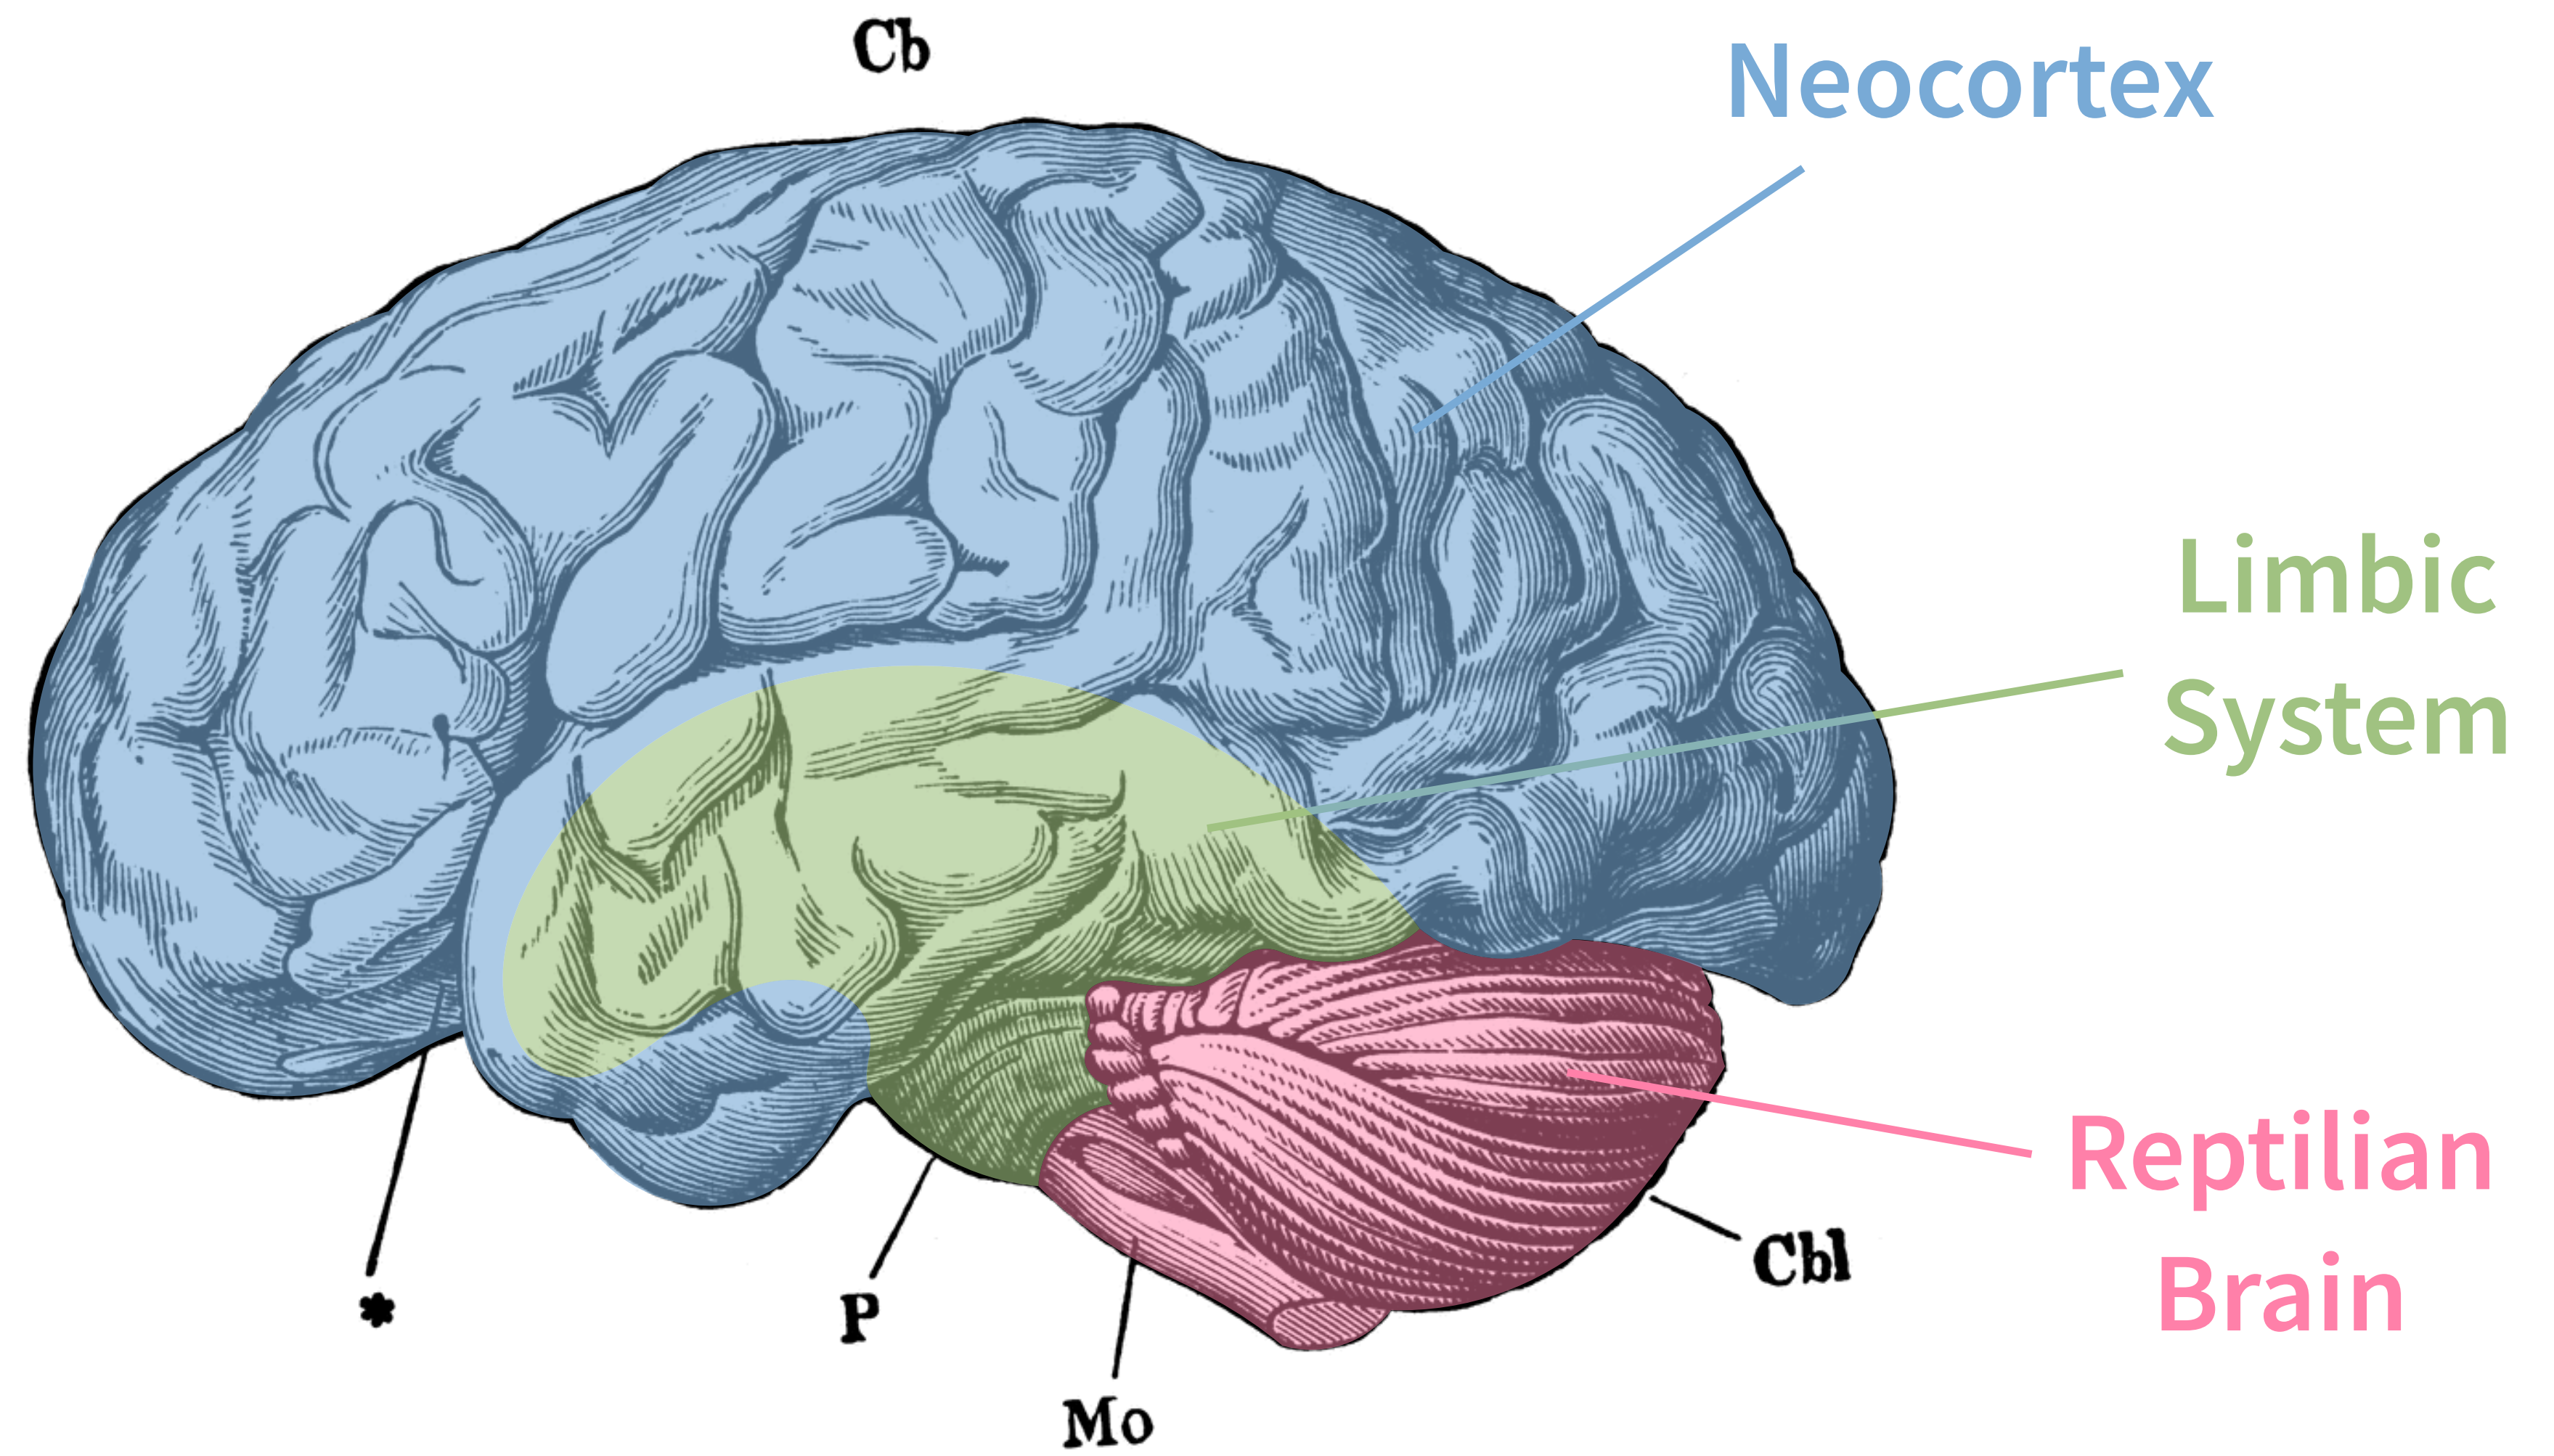 Cb
Neocortex
Limbic
System
Reptilian
Brain
Cbl
*
P
Mo